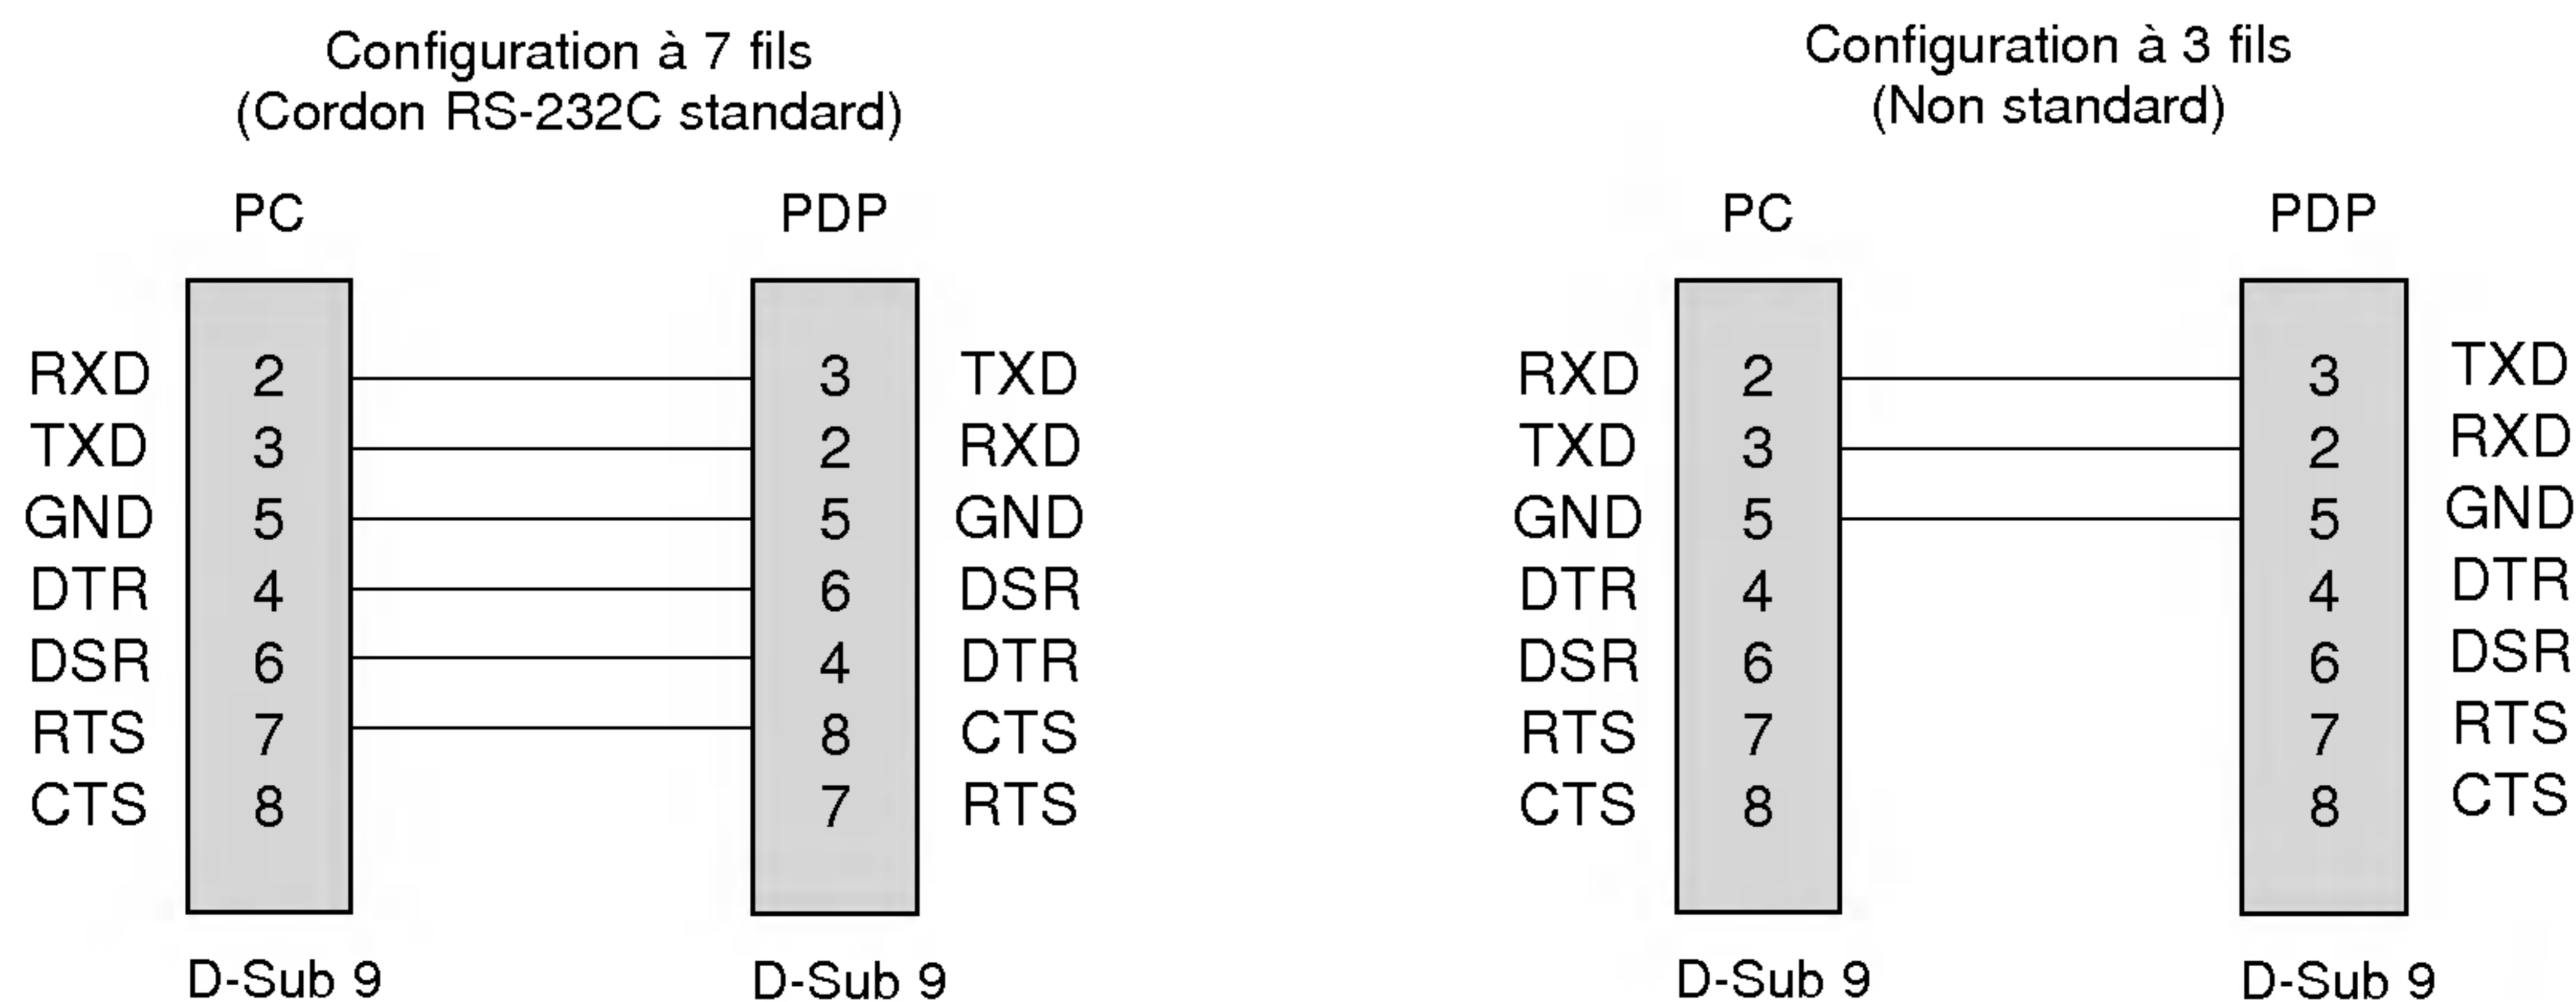 Configuration à 7 fils
(Cordon RS-232C standard)
PC PDP
RXD 2 3 TXD
TXD 3 2 RXD
GND 5 5 GND
DTR 4 6 DSR
DSR 6 4 DTR
RTS 7 8 CTS
CTS 8 7 RTS
D-Sub 9 D-Sub 9
Configuration à 3 fils
(Non standard)
PC PDP
RXD 2 3 TXD
TXD 3 2 RXD
GND 5 5 GND
DTR 4 4 DTR
DSR 6 6 DSR
RTS 7 7 RTS
CTS 8 8 CTS
D-Sub 9 D-Sub 9